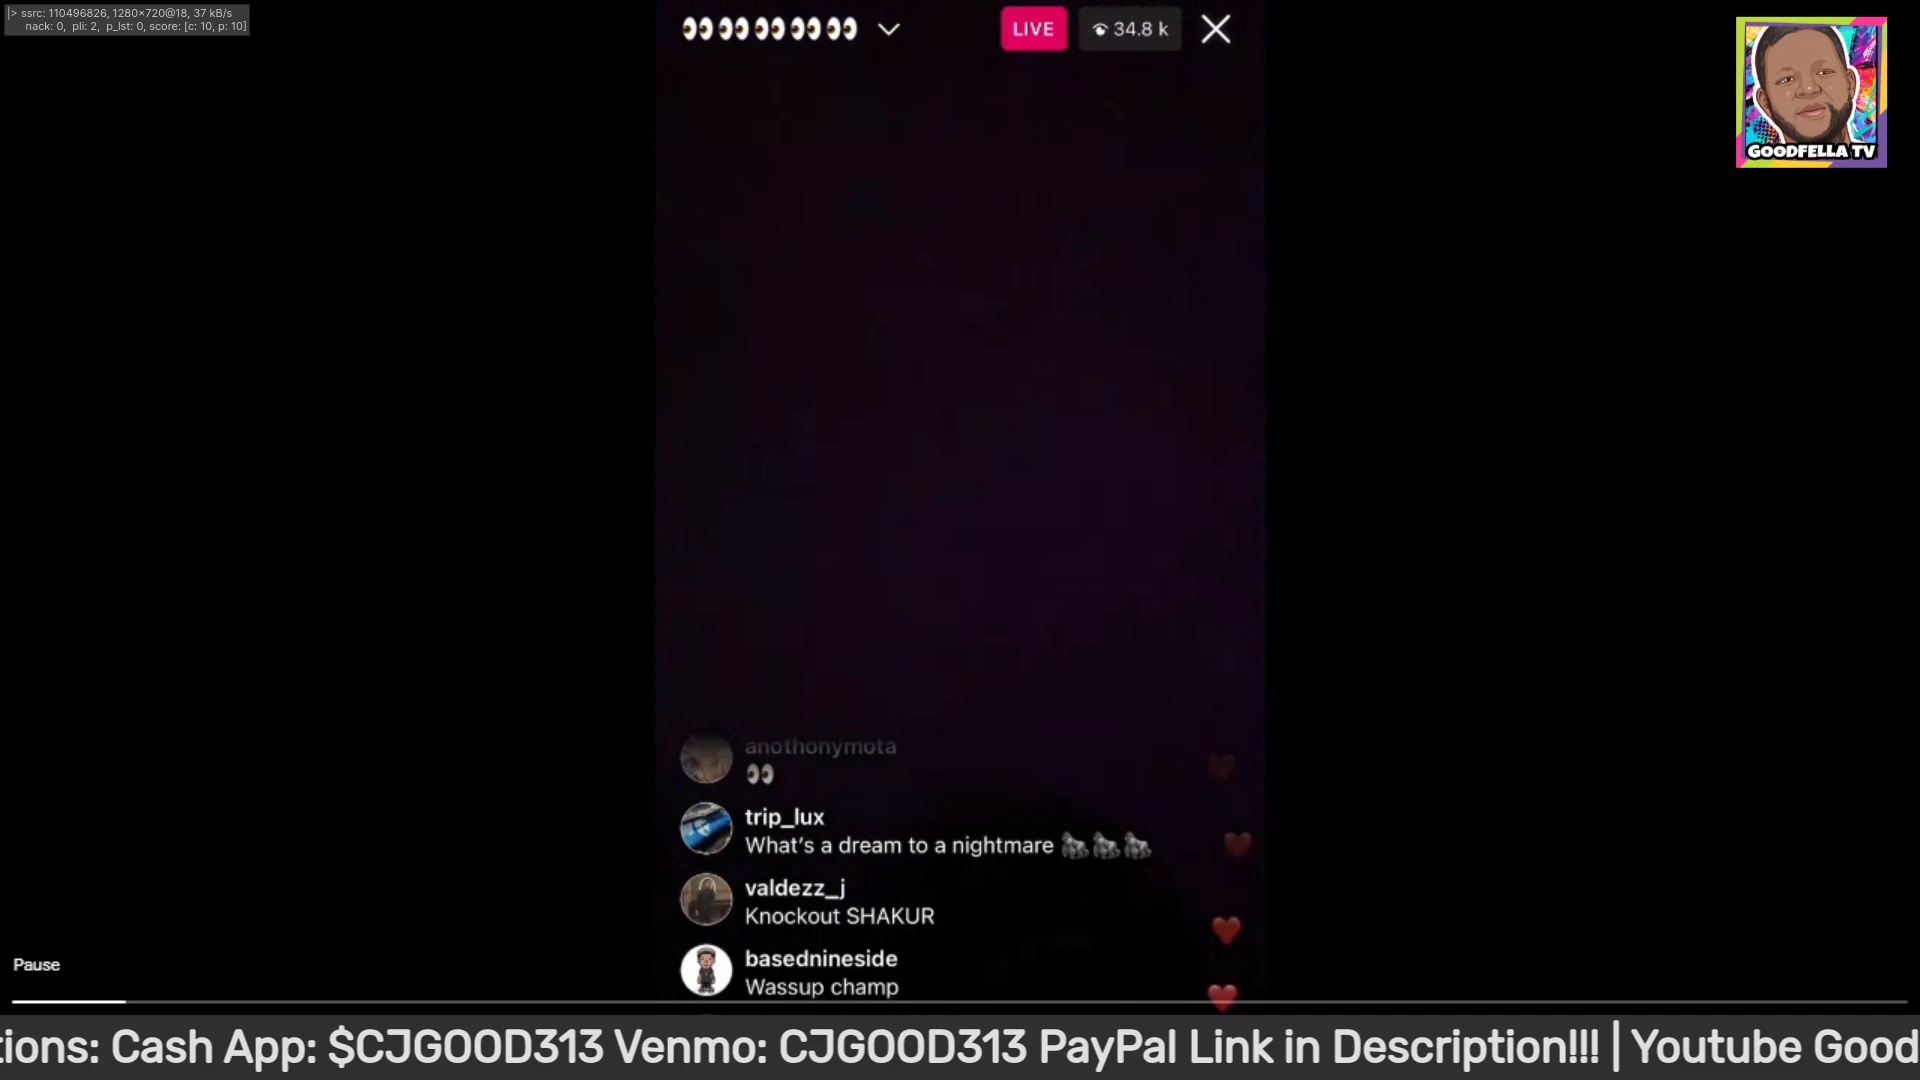 |> ssrc: 110496826, 1280×720@18, 37 kB/s
nack: 0, pli: 2, p_lst: 0, score: [c: 10, p: 10]
👀👀👀👀👀
LIVE
34.8 k
GOODFELLA TV
anothonymota
👀
trip_lux
What's a dream to a nightmare 🦍🦍🦍
valdezz_j
Knockout SHAKUR
basednineside
Wassup champ
Pause
tions: Cash App: $CJGOOD313 Venmo: CJGOOD313 PayPal Link in Description!!! | Youtube Good